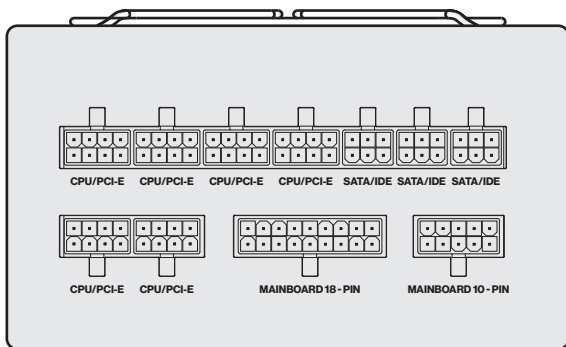 CPU/PCI-E CPU/PCI-E CPU/PCI-E CPU/PCI-E SATA/IDE SATA/IDE SATA/IDE
CPU/PCI-E CPU/PCI-E MAINBOARD 18 - PIN MAINBOARD 10 - PIN